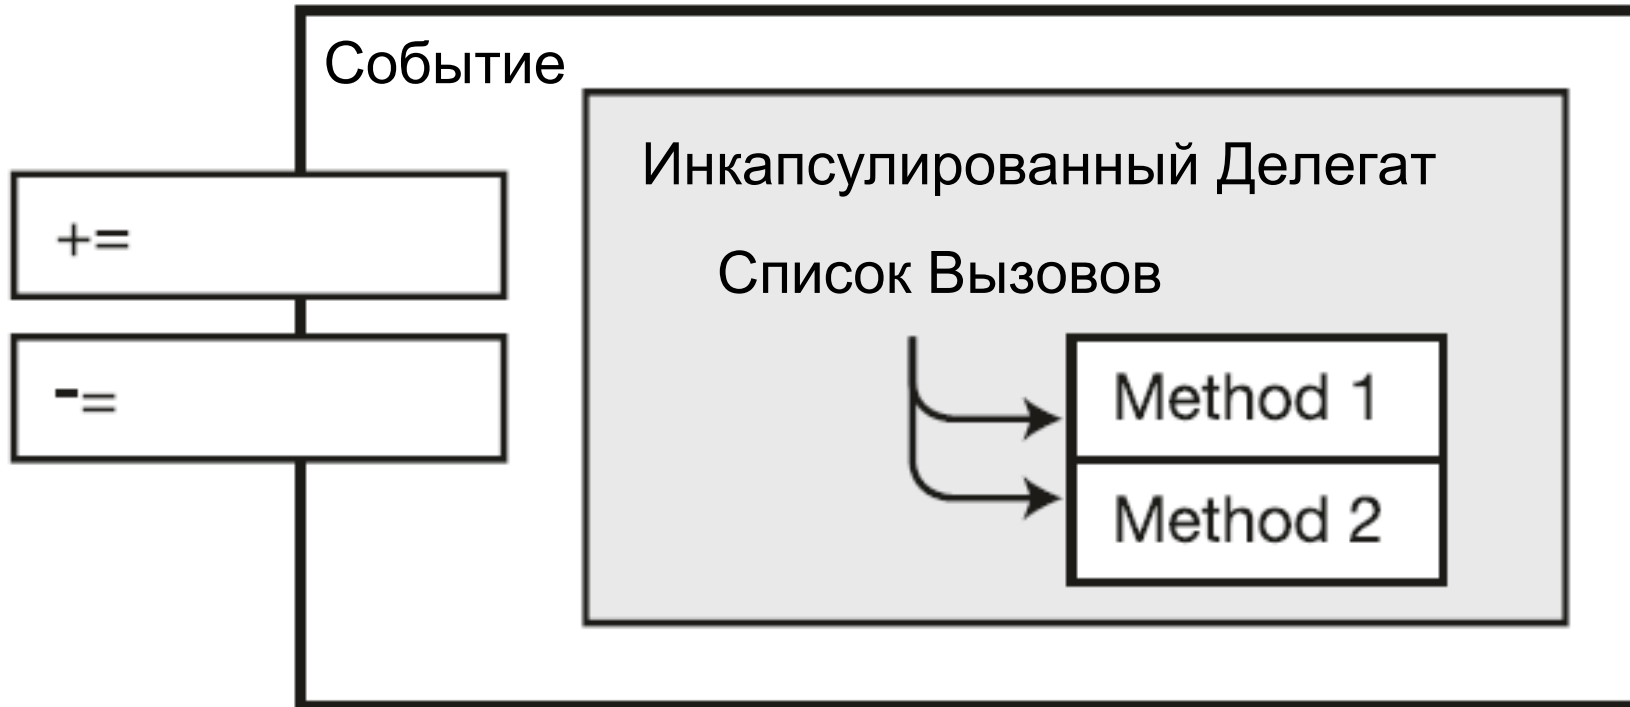 Событие
Инкапсулированный Делегат
+=
Список Вызовов
-=
Method 1
Method 2